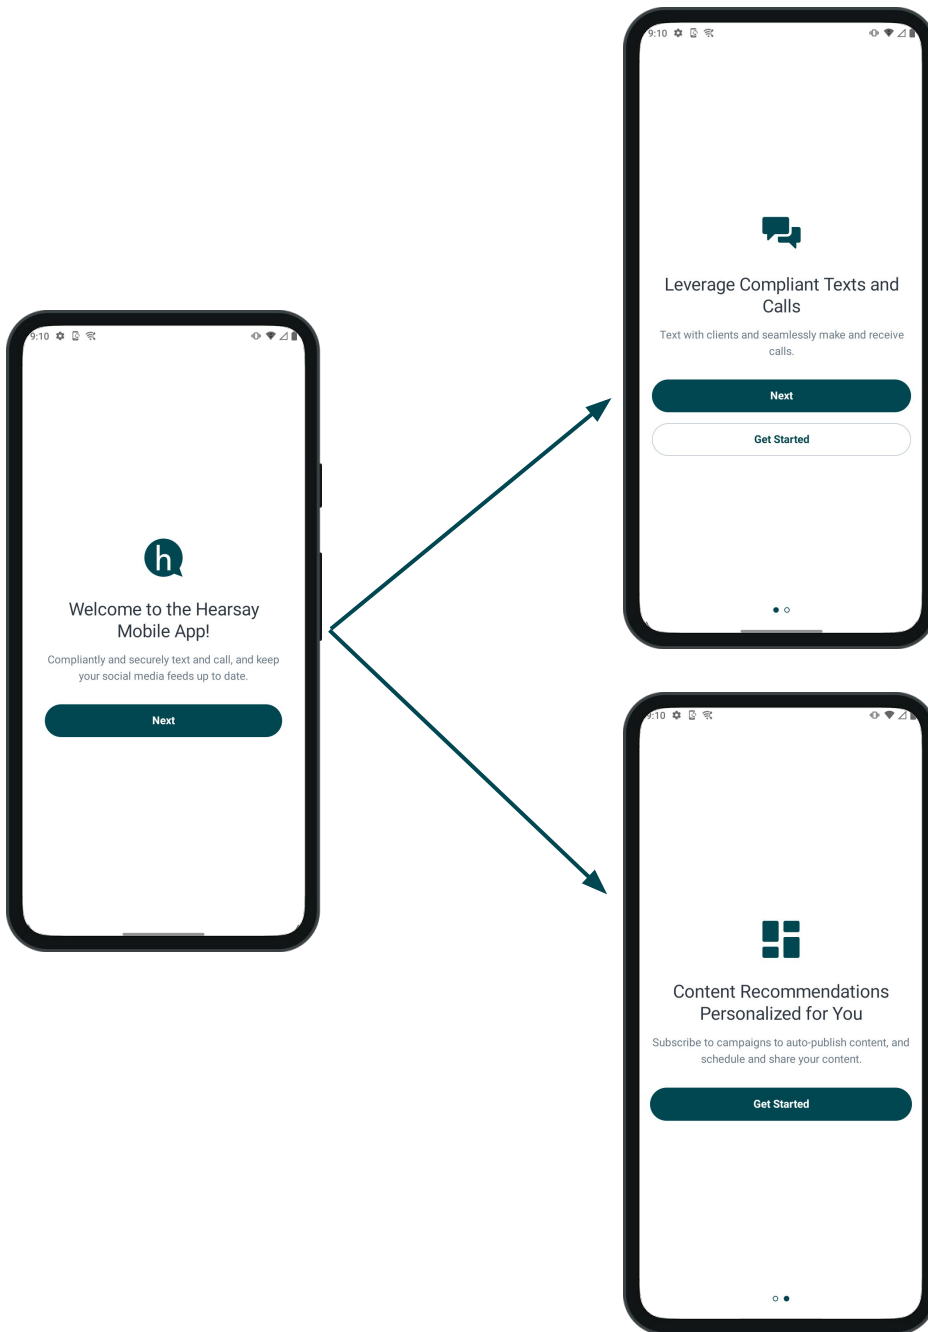 9:10
h
Welcome to the Hearsay
Mobile App!
Compliantly and securely text and call, and keep
your social media feeds up to date.
Next
9:10
Leverage Compliant Texts and
Calls
Text with clients and seamlessly make and receive
calls.
Next
Get Started
9:10
Content Recommendations
Personalized for You
Subscribe to campaigns to auto-publish content, and
schedule and share your content.
Get Started